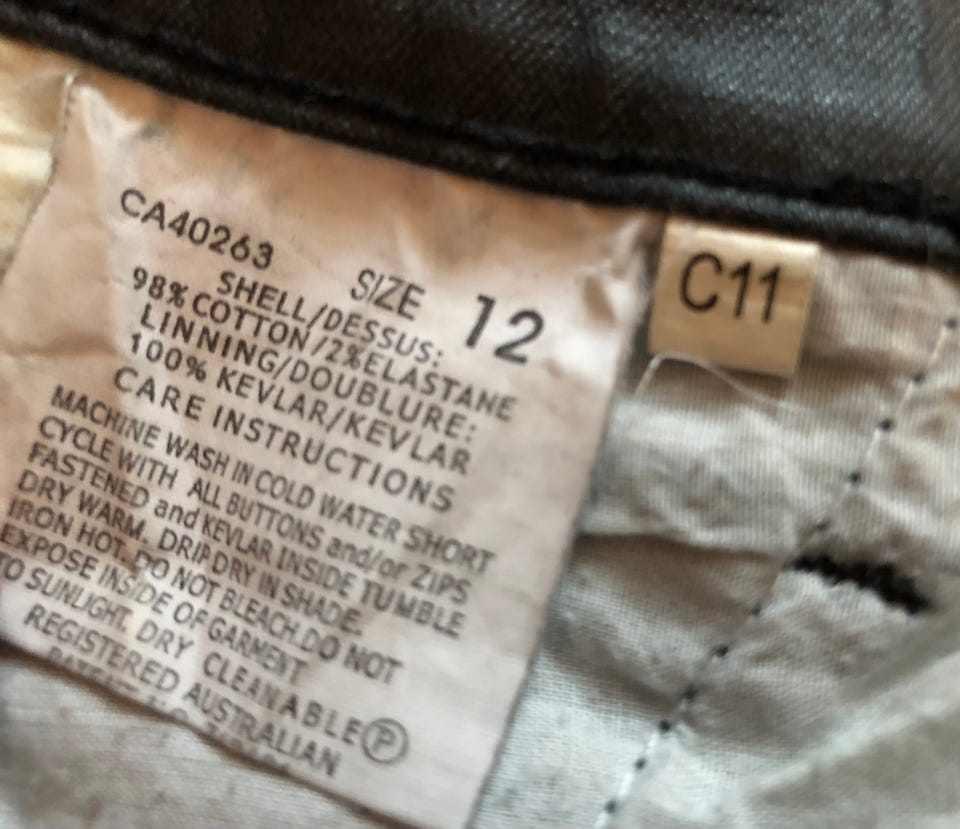 CA40263
SIZE 12
C11
SHELL/DESSUS:
98% COTTON/2%ELASTANE
LINNING/DOUBLURE:
100% KEVLAR/KEVLAR
CARE INSTRUCTIONS
MACHINE WASH IN COLD WATER SHORT
CYCLE WITH ALL BUTTONS and/or ZIPS
FASTENED and KEVLAR INSIDE TUMBLE
DRY WARM. DRIP DRY IN SHADE.
IRON HOT. DO NOT BLEACH.DO NOT
EXPOSE INSIDE OF GARMENT
TO SUNLIGHT. DRY CLEANABLE Ⓟ
REGISTERED AUSTRALIAN
PATENT